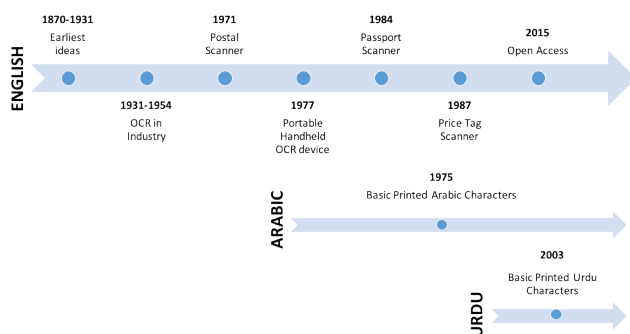 ENGLISH
1870-1931
Earliest
ideas
1931-1954
OCR in
Industry
1971
Postal
Scanner
1977
Portable
Handheld
OCR device
1984
Passport
Scanner
1987
Price Tag
Scanner
2015
Open Access
ARABIC
1975
Basic Printed Arabic Characters
URDU
2003
Basic Printed Urdu
Characters